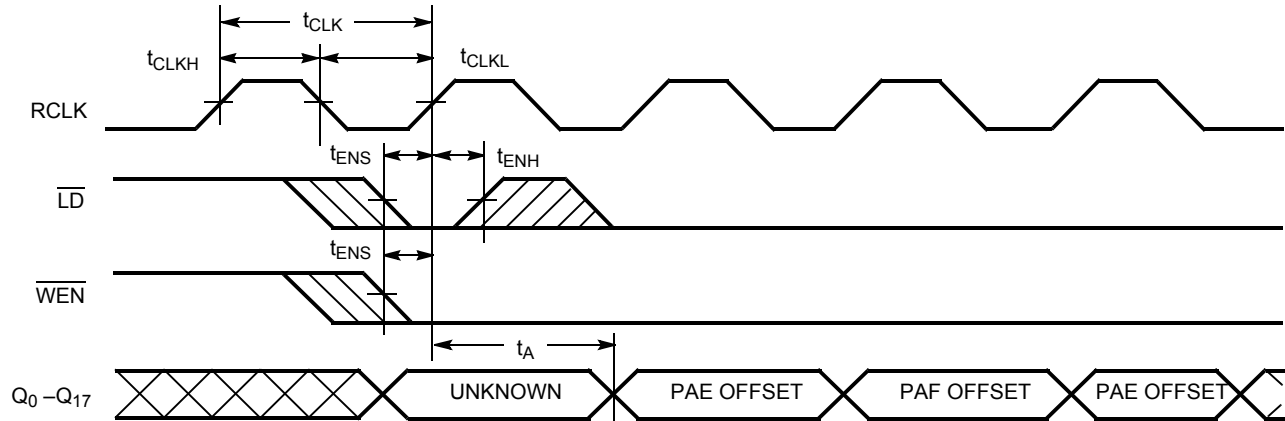 tCLK
tCLKH
tCLKL
RCLK
tENS
tENH
LD
tENS
WEN
tA
Q0 –Q17
UNKNOWN
PAE OFFSET
PAF OFFSET
PAE OFFSET